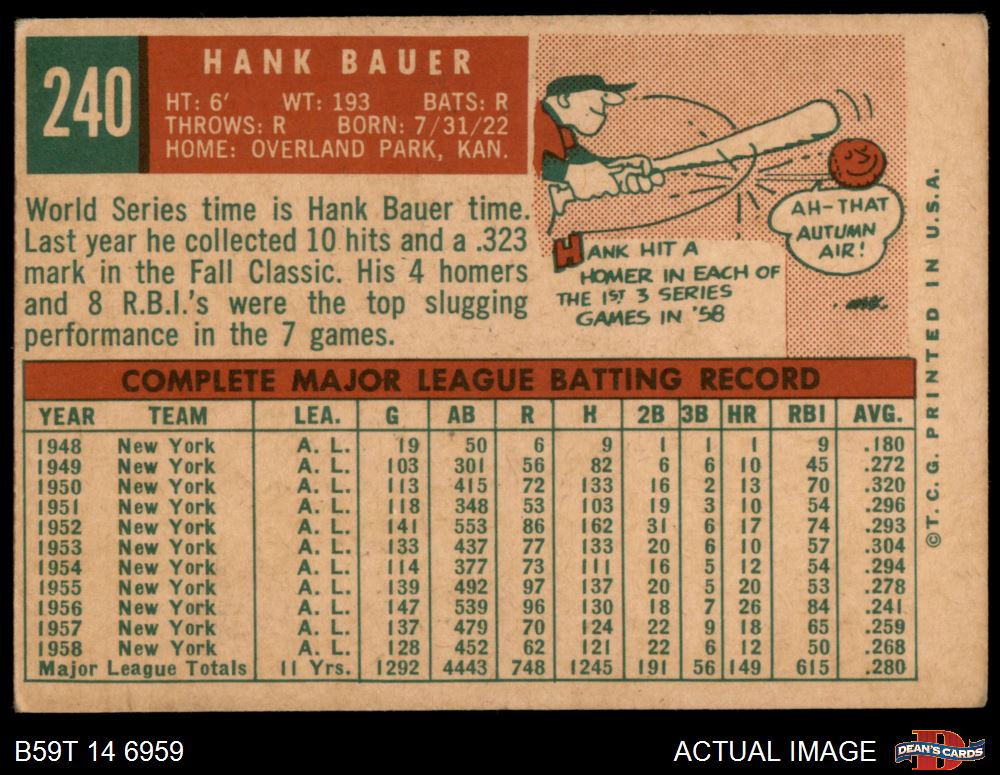 240
HANK BAUER
HT: 6' WT: 193 BATS: R
THROWS: R BORN: 7/31/22
HOME: OVERLAND PARK, KAN.
World Series time is Hank Bauer time.
Last year he collected 10 hits and a .323
mark in the Fall Classic. His 4 homers
and 8 R.B.I.'s were the top slugging
performance in the 7 games.
AH-THAT
AUTUMN
AIR!
HANK HIT A
HOMER IN EACH OF
THE 1ST 3 SERIES
GAMES IN '58
COMPLETE MAJOR LEAGUE BATTING RECORD
YEAR TEAM LEA. G AB R H 2B 3B HR RBI AVG.
1948 New York A. L. 19 50 6 9 1 1 1 9 .180
1949 New York A. L. 103 301 56 82 6 6 10 45 .272
1950 New York A. L. 113 415 72 133 16 2 13 70 .320
1951 New York A. L. 118 348 53 103 19 3 10 54 .296
1952 New York A. L. 141 553 86 162 31 6 17 74 .293
1953 New York A. L. 133 437 77 133 20 6 10 57 .304
1954 New York A. L. 114 377 73 111 16 5 12 54 .294
1955 New York A. L. 139 492 97 137 20 5 20 53 .278
1956 New York A. L. 147 539 96 130 18 7 26 84 .241
1957 New York A. L. 137 479 70 124 22 9 18 65 .259
1958 New York A. L. 128 452 62 121 22 6 12 50 .268
Major League Totals 11 Yrs. 1292 4443 748 1245 191 56 149 615 .280
©T. C. G. PRINTED IN U.S.A.
B59T 14 6959
ACTUAL IMAGE
DEAN'S CARDS